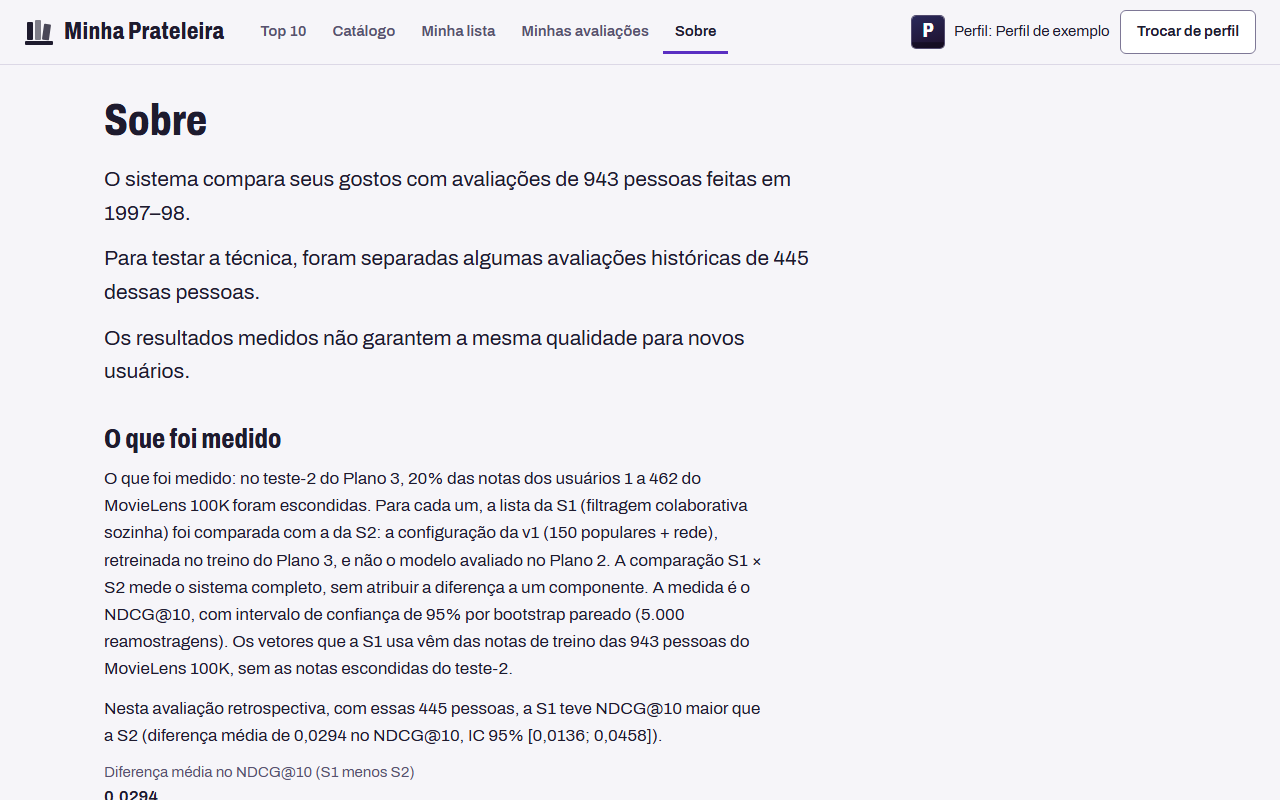 Minha Prateleira
Top 10
Catálogo
Minha lista
Minhas avaliações
Sobre
P
Perfil: Perfil de exemplo
Trocar de perfil
Sobre
O sistema compara seus gostos com avaliações de 943 pessoas feitas em
1997–98.
Para testar a técnica, foram separadas algumas avaliações históricas de 445
dessas pessoas.
Os resultados medidos não garantem a mesma qualidade para novos
usuários.
O que foi medido
O que foi medido: no teste-2 do Plano 3, 20% das notas dos usuários 1 a 462 do
MovieLens 100K foram escondidas. Para cada um, a lista da S1 (filtragem colaborativa
sozinha) foi comparada com a da S2: a configuração da v1 (150 populares + rede),
retreinada no treino do Plano 3, e não o modelo avaliado no Plano 2. A comparação S1 ×
S2 mede o sistema completo, sem atribuir a diferença a um componente. A medida é o
NDCG@10, com intervalo de confiança de 95% por bootstrap pareado (5.000
reamostragens). Os vetores que a S1 usa vêm das notas de treino das 943 pessoas do
MovieLens 100K, sem as notas escondidas do teste-2.
Nesta avaliação retrospectiva, com essas 445 pessoas, a S1 teve NDCG@10 maior que
a S2 (diferença média de 0,0294 no NDCG@10, IC 95% [0,0136; 0,0458]).
Diferença média no NDCG@10 (S1 menos S2)
0,0294